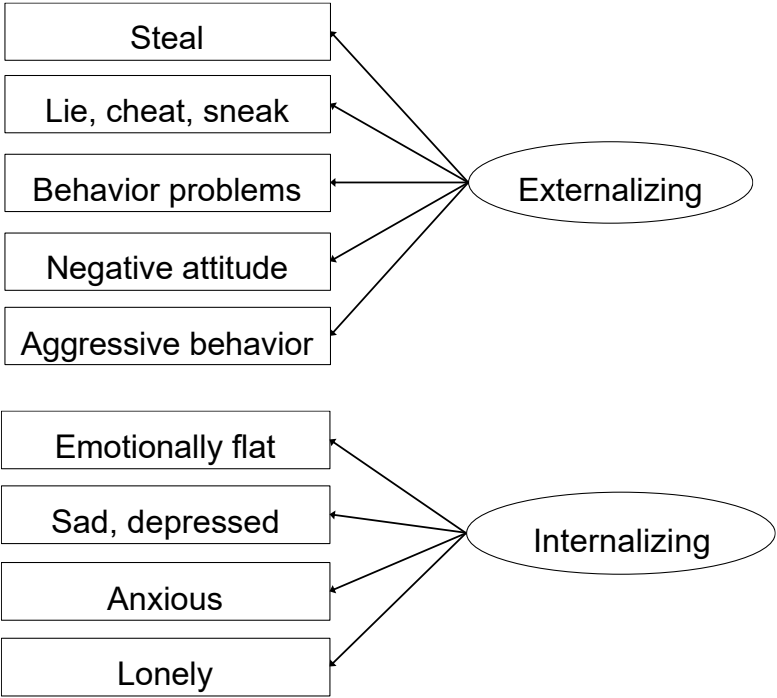 Steal
Lie, cheat, sneak
Behavior problems
Externalizing
Negative attitude
Aggressive behavior
Emotionally flat
Sad, depressed
Internalizing
Anxious
Lonely